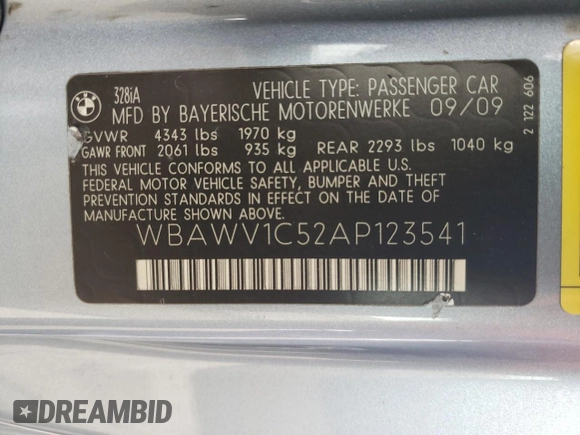 BMW
328iA
VEHICLE TYPE: PASSENGER CAR
MFD BY BAYERISCHE MOTORENWERKE 09/09
GVWR 4343 lbs 1970 kg
GAWR FRONT 2061 lbs 935 kg REAR 2293 lbs 1040 kg
THIS VEHICLE CONFORMS TO ALL APPLICABLE U.S.
FEDERAL MOTOR VEHICLE SAFETY, BUMPER AND THEFT
PREVENTION STANDARDS IN EFFECT ON THE DATE OF
MANUFACTURE SHOWN ABOVE.
WBAWV1C52AP123541
2 122 606
DREAMBID